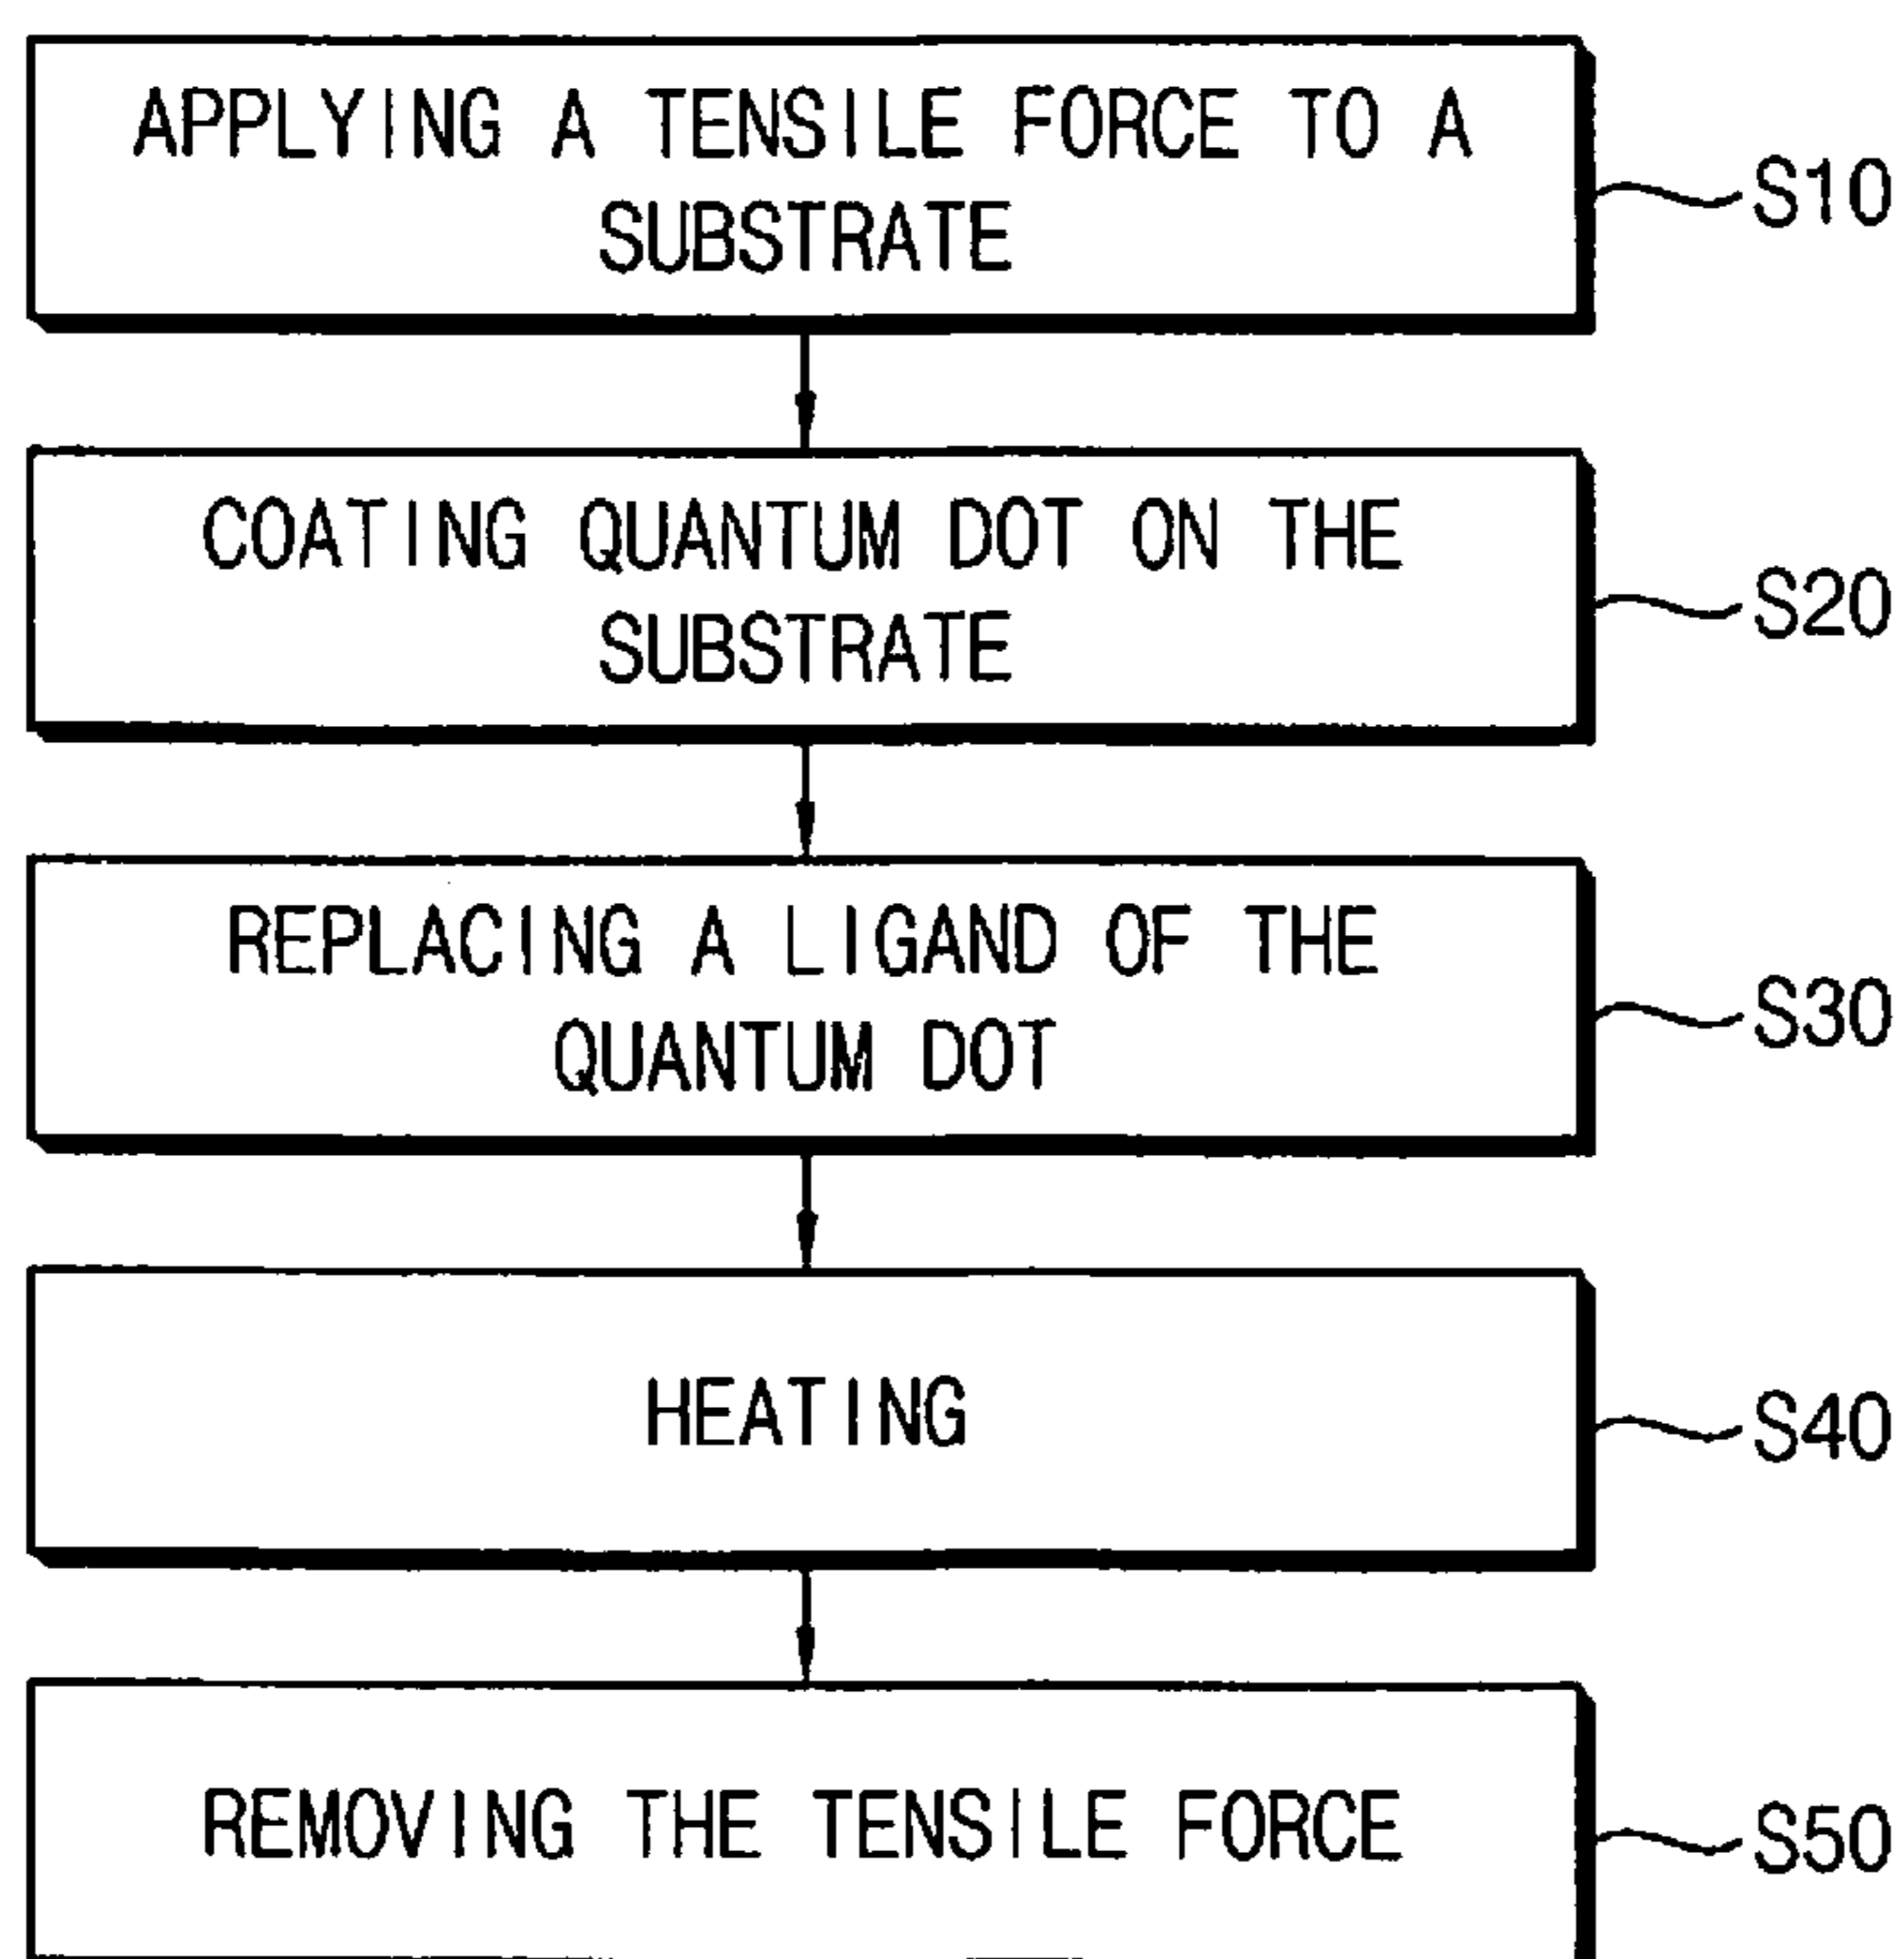 APPLYING A TENSILE FORCE TO A
SUBSTRATE
S10
COATING QUANTUM DOT ON THE
SUBSTRATE
S20
REPLACING A LIGAND OF THE
QUANTUM DOT
S30
HEATING
S40
REMOVING THE TENSILE FORCE
S50